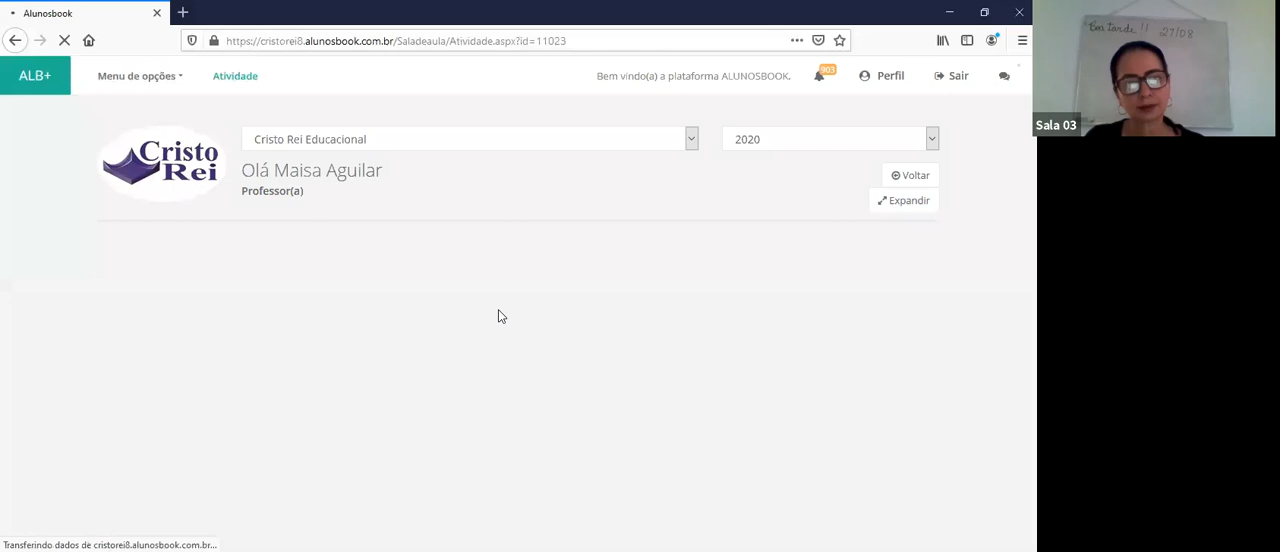 Alunosbook
https://cristorei8.alunosbook.com.br/Saladeaula/Atividade.aspx?id=11023
ALB+
Menu de opções
Atividade
Bem vindo(a) a plataforma ALUNOSBOOK.
903
Perfil
Sair
Cristo Rei
Cristo Rei Educacional
2020
Olá Maisa Aguilar
Professor(a)
Voltar
Expandir
Transferindo dados de cristorei8.alunosbook.com.br...
Boa tarde!! 27/08
Sala 03